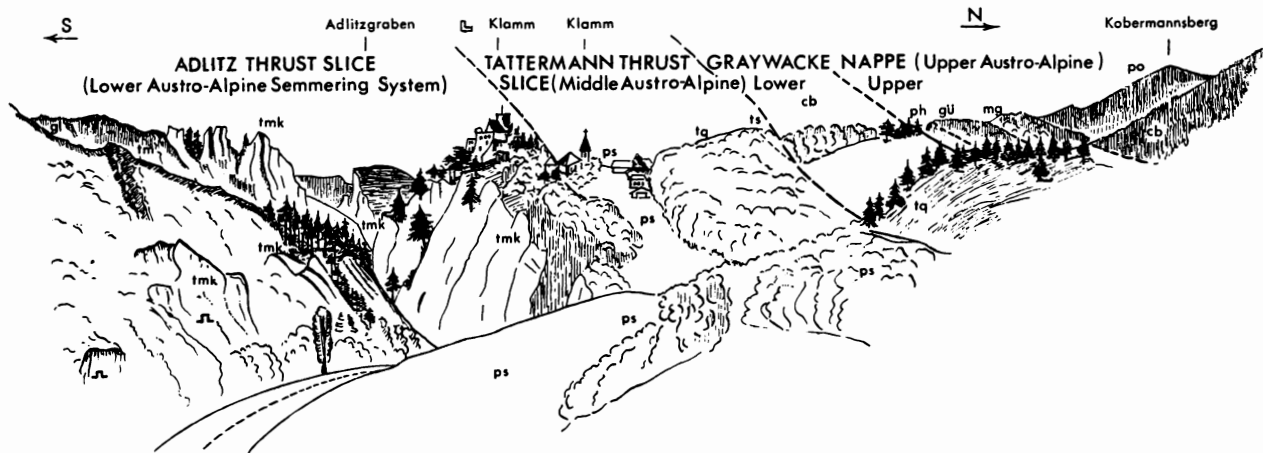 S
N
Adlitzgraben
Klamm
Klamm
Kobermannsberg
ADLITZ THRUST SLICE
(Lower Austro-Alpine Semmering System)
TATTERMANN THRUST
SLICE (Middle Austro-Alpine)
GRAYWACKE NAPPE (Upper Austro-Alpine)
Lower
Upper
po
cb
ph
gü
mg
cb
gl
tm
tmk
tq
ts
ps
tmk
tmk
tmk
tmk
ps
tq
ps
ps
ps